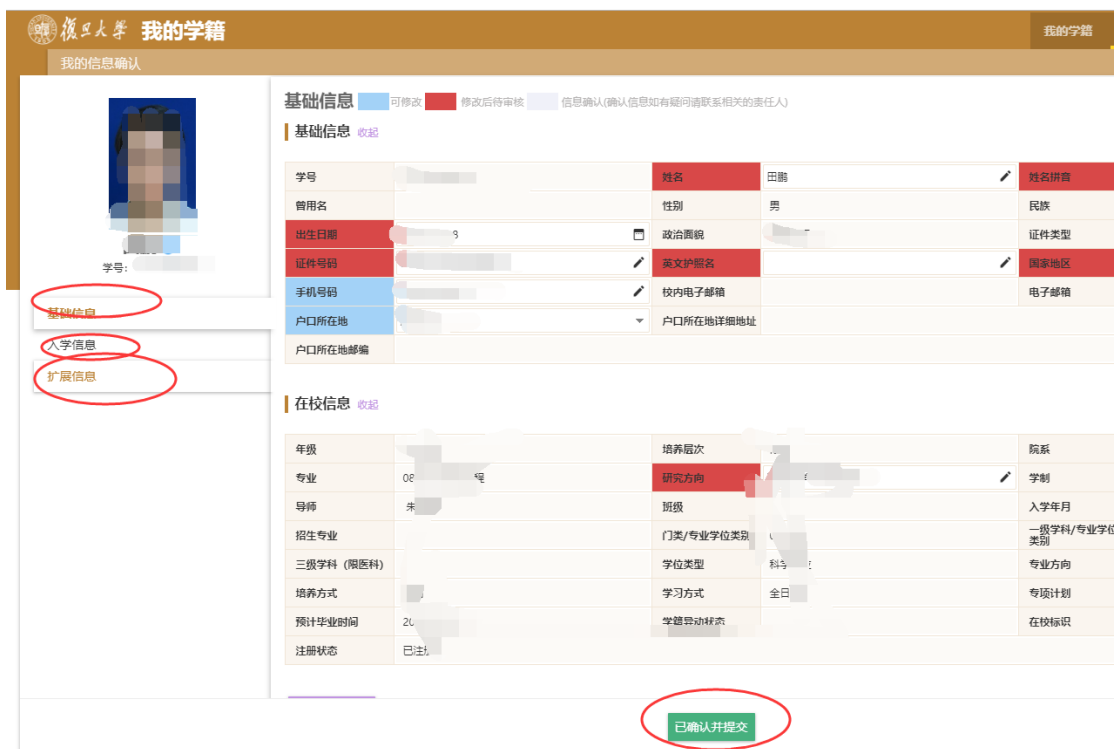 復旦大學 我的学籍 我的学籍
我的信息确认
基础信息 可修改 修改后待审核 信息确认(确认信息如有疑问请联系相关的责任人)
基础信息 收起
学号 姓名 田鹏 姓名拼音
曾用名 性别 男 民族
出生日期 8 政治面貌 证件类型
证件号码 英文护照名 国家地区
手机号码 校内电子邮箱 电子邮箱
户口所在地 户口所在地详细地址
户口所在地邮编
学号:
基础信息
入学信息
扩展信息
在校信息 收起
年级 培养层次 院系
专业 08 程 研究方向 学制
导师 朱 班级 入学年月
招生专业 门类/专业学位类别 一级学科/专业学位
类别
三级学科（限医科） 学位类型 科学 专业方向
培养方式 学习方式 全日 专项计划
预计毕业时间 20 学籍异动状态 在校标识
注册状态 已注册
已确认并提交